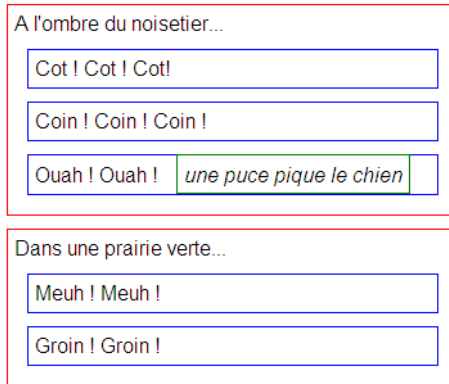 A l'ombre du noisetier...
Cot ! Cot ! Cot!
Coin ! Coin ! Coin !
Ouah ! Ouah ! une puce pique le chien
Dans une prairie verte...
Meuh ! Meuh !
Groin ! Groin !